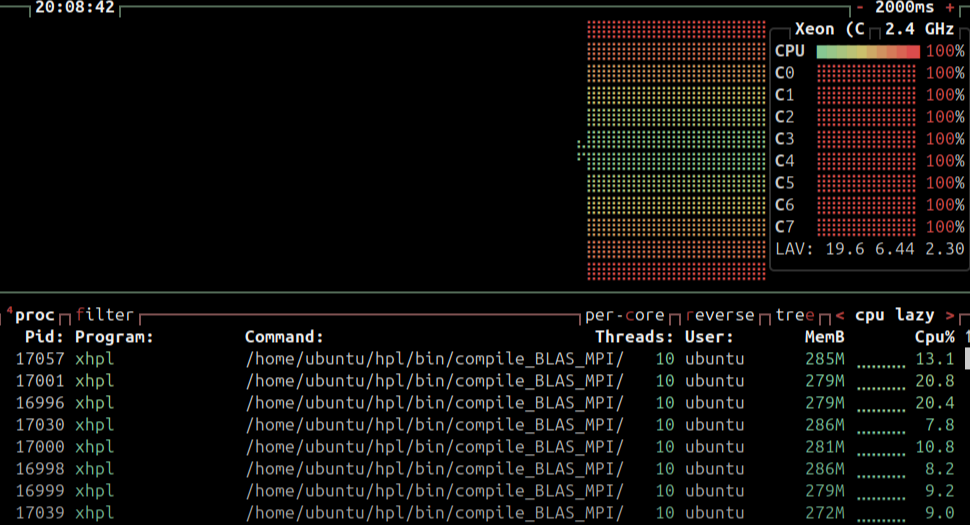 20:08:42 - 2000ms +
Xeon (C 2.4 GHz
CPU 100%
C0 100%
C1 100%
C2 100%
C3 100%
C4 100%
C5 100%
C6 100%
C7 100%
LAV: 19.6 6.44 2.30
4proc filter per-core reverse tree < cpu lazy >
Pid: Program: Command: Threads: User: MemB Cpu%
17057 xhpl /home/ubuntu/hpl/bin/compile_BLAS_MPI/ 10 ubuntu 285M 13.1
17001 xhpl /home/ubuntu/hpl/bin/compile_BLAS_MPI/ 10 ubuntu 279M 20.8
16996 xhpl /home/ubuntu/hpl/bin/compile_BLAS_MPI/ 10 ubuntu 279M 20.4
17030 xhpl /home/ubuntu/hpl/bin/compile_BLAS_MPI/ 10 ubuntu 286M 7.8
17000 xhpl /home/ubuntu/hpl/bin/compile_BLAS_MPI/ 10 ubuntu 281M 10.8
16998 xhpl /home/ubuntu/hpl/bin/compile_BLAS_MPI/ 10 ubuntu 286M 8.2
16999 xhpl /home/ubuntu/hpl/bin/compile_BLAS_MPI/ 10 ubuntu 279M 9.2
17039 xhpl /home/ubuntu/hpl/bin/compile_BLAS_MPI/ 10 ubuntu 272M 9.0